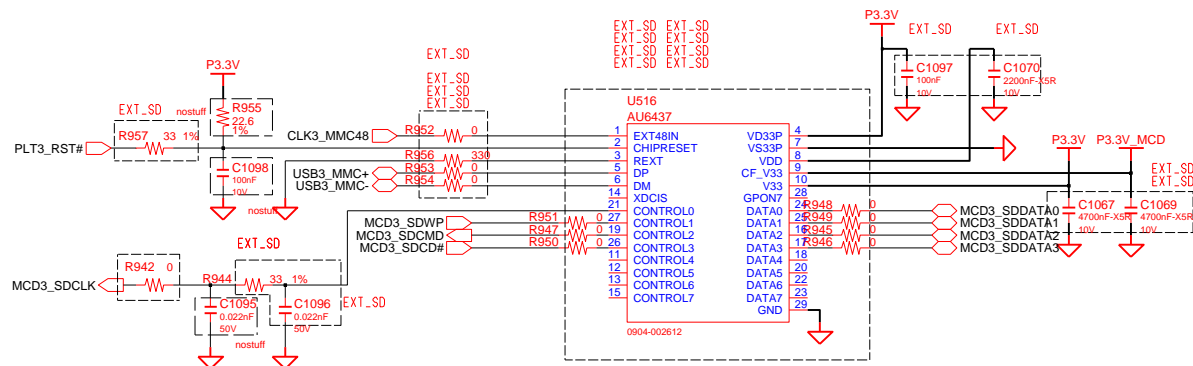 P3.3V
EXT_SD
nostuff
R955
22.6
1%
R957
33 1%
PLT3_RST#
C1098
100nF
10V
nostuff
EXT_SD
EXT_SD
EXT_SD
EXT_SD
CLK3_MMC48
R952
0
R956
330
USB3_MMC+
R953
0
USB3_MMC-
R954
0
MCD3_SDWP
R951
0
MCD3_SDCMD
R947
0
MCD3_SDCD#
R950
0
EXT_SD
R942
0
MCD3_SDCLK
R944
33 1%
C1095
0.022nF
50V
nostuff
C1096
0.022nF
50V
EXT_SD
EXT_SD EXT_SD
EXT_SD EXT_SD
EXT_SD EXT_SD
EXT_SD EXT_SD
U516
AU6437
1 EXT48IN
2 CHIPRESET
3 REXT
5 DP
6 DM
14 XDCIS
21 CONTROL0
27 CONTROL1
19 CONTROL2
26 CONTROL3
11 CONTROL4
12 CONTROL5
13 CONTROL6
15 CONTROL7
VD33P 4
VS33P 7
VDD 8
CF_V33 9
V33 10
GPON7 28
DATA0 24
DATA1 25
DATA2 16
DATA3 17
DATA4 18
DATA5 20
DATA6 22
DATA7 23
GND 29
0904-002612
P3.3V
EXT_SD
EXT_SD
C1097
100nF
10V
C1070
2200nF-X5R
10V
R948
0
MCD3_SDDATA0
R949
0
MCD3_SDDATA1
R945
0
MCD3_SDDATA2
R946
0
MCD3_SDDATA3
P3.3V
P3.3V_MCD
EXT_SD
EXT_SD
C1067
4700nF-X5R
10V
C1069
4700nF-X5R
10V